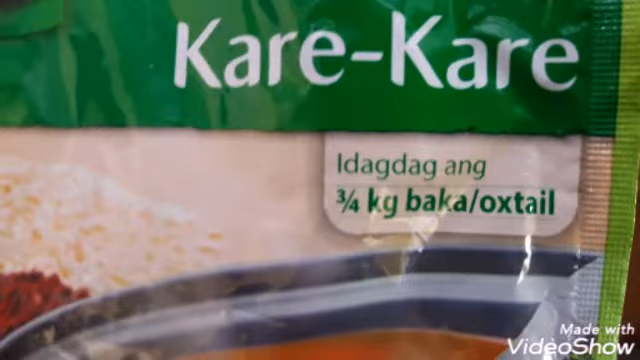 Kare-Kare
Idagdag ang
¾ kg baka/oxtail
Made with
VideoShow